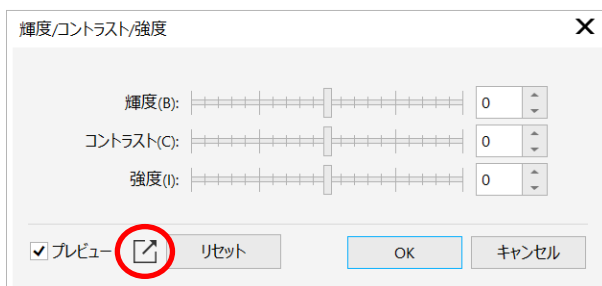 輝度/コントラスト/強度
輝度(B): 0
コントラスト(C): 0
強度(I): 0
プレビュー リセット OK キャンセル